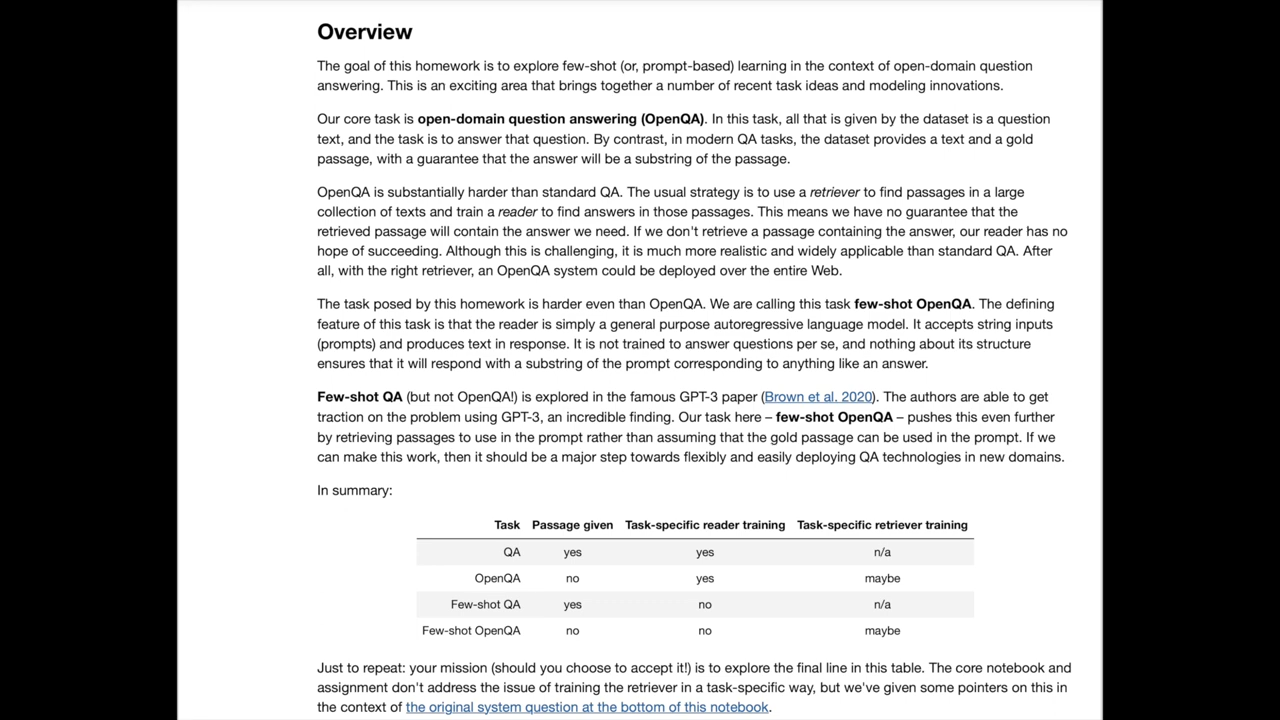 Overview
The goal of this homework is to explore few-shot (or, prompt-based) learning in the context of open-domain question
answering. This is an exciting area that brings together a number of recent task ideas and modeling innovations.
Our core task is open-domain question answering (OpenQA). In this task, all that is given by the dataset is a question
text, and the task is to answer that question. By contrast, in modern QA tasks, the dataset provides a text and a gold
passage, with a guarantee that the answer will be a substring of the passage.
OpenQA is substantially harder than standard QA. The usual strategy is to use a retriever to find passages in a large
collection of texts and train a reader to find answers in those passages. This means we have no guarantee that the
retrieved passage will contain the answer we need. If we don't retrieve a passage containing the answer, our reader has no
hope of succeeding. Although this is challenging, it is much more realistic and widely applicable than standard QA. After
all, with the right retriever, an OpenQA system could be deployed over the entire Web.
The task posed by this homework is harder even than OpenQA. We are calling this task few-shot OpenQA. The defining
feature of this task is that the reader is simply a general purpose autoregressive language model. It accepts string inputs
(prompts) and produces text in response. It is not trained to answer questions per se, and nothing about its structure
ensures that it will respond with a substring of the prompt corresponding to anything like an answer.
Few-shot QA (but not OpenQA!) is explored in the famous GPT-3 paper (Brown et al. 2020). The authors are able to get
traction on the problem using GPT-3, an incredible finding. Our task here – few-shot OpenQA – pushes this even further
by retrieving passages to use in the prompt rather than assuming that the gold passage can be used in the prompt. If we
can make this work, then it should be a major step towards flexibly and easily deploying QA technologies in new domains.
In summary:
Task Passage given Task-specific reader training Task-specific retriever training
QA yes yes n/a
OpenQA no yes maybe
Few-shot QA yes no n/a
Few-shot OpenQA no no maybe
Just to repeat: your mission (should you choose to accept it!) is to explore the final line in this table. The core notebook and
assignment don't address the issue of training the retriever in a task-specific way, but we've given some pointers on this in
the context of the original system question at the bottom of this notebook.